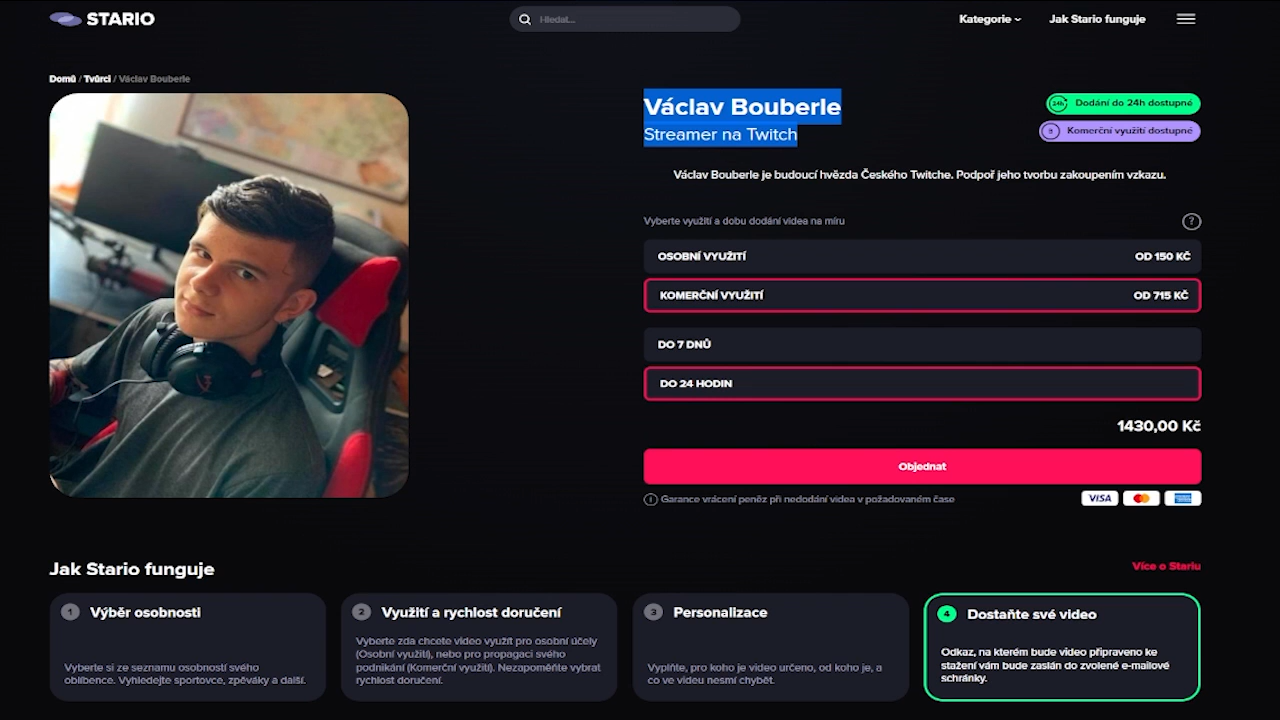 STARIO
Hledat...
Kategorie
Jak Stario funguje
Domů / Tvůrci / Václav Bouberle
Václav Bouberle
Streamer na Twitch
24h
Dodání do 24h dostupné
Komerční využití dostupné
Václav Bouberle je budoucí hvězda Českého Twitche. Podpoř jeho tvorbu zakoupením vzkazu.
Vyberte využití a dobu dodání videa na míru
?
OSOBNÍ VYUŽITÍ
OD 150 KČ
KOMERČNÍ VYUŽITÍ
OD 715 KČ
DO 7 DNŮ
DO 24 HODIN
1430,00 Kč
Objednat
Garance vrácení peněz při nedodání videa v požadovaném čase
VISA
Jak Stario funguje
Více o Stariu
1 Výběr osobnosti
Vyberte si ze seznamu osobností svého
oblíbence. Vyhledejte sportovce, zpěváky a další.
2 Využití a rychlost doručení
Vyberte zda chcete video využít pro osobní účely
(Osobní využití), nebo pro propagaci svého
podnikání (Komerční využití). Nezapomeňte vybrat
rychlost doručení.
3 Personalizace
Vyplňte, pro koho je video určeno, od koho je, a
co ve videu nesmí chybět.
4 Dostaňte své video
Odkaz, na kterém bude video připraveno ke
stažení vám bude zaslán do zvolené e-mailové
schránky.